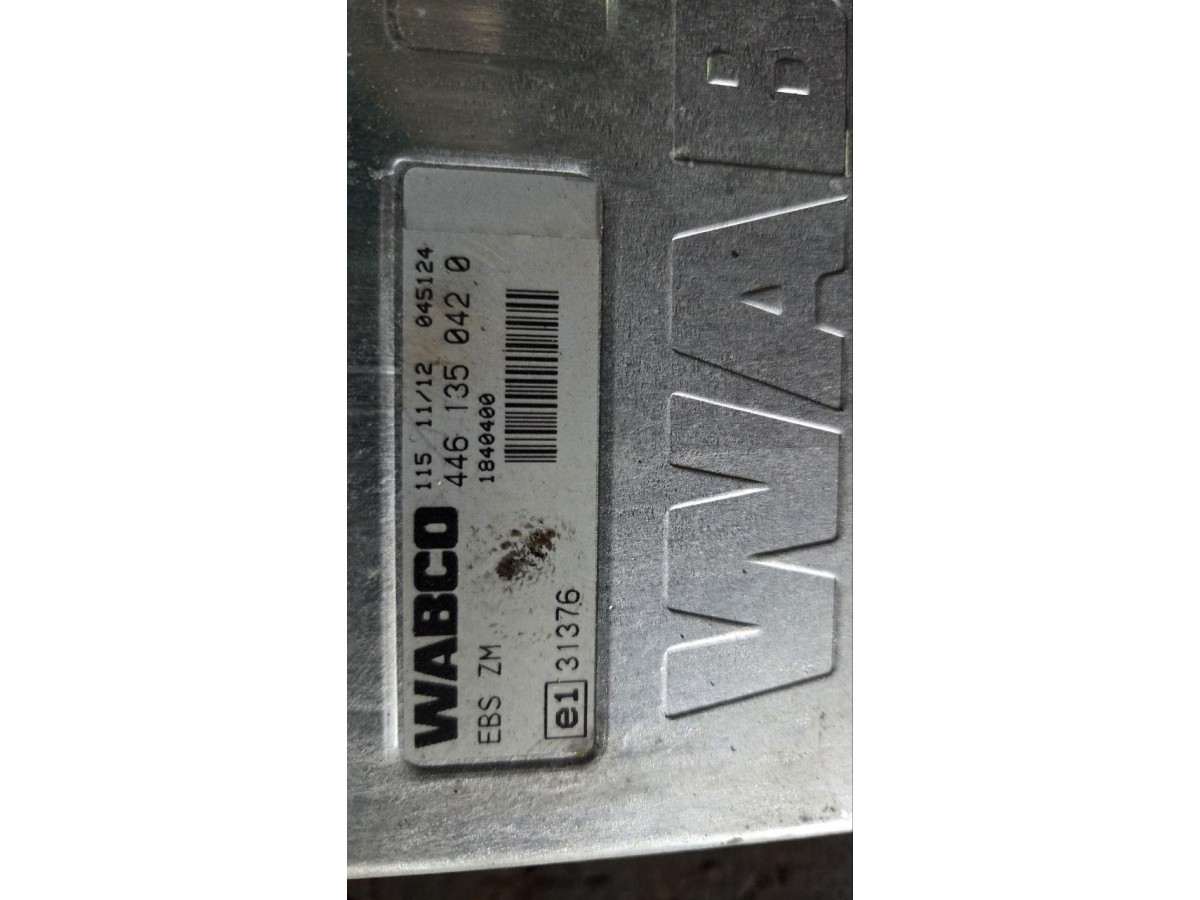 WABCO 115 11/12 045124
446 135 042 0
EBS ZM 1840400
e1 31376
WAB